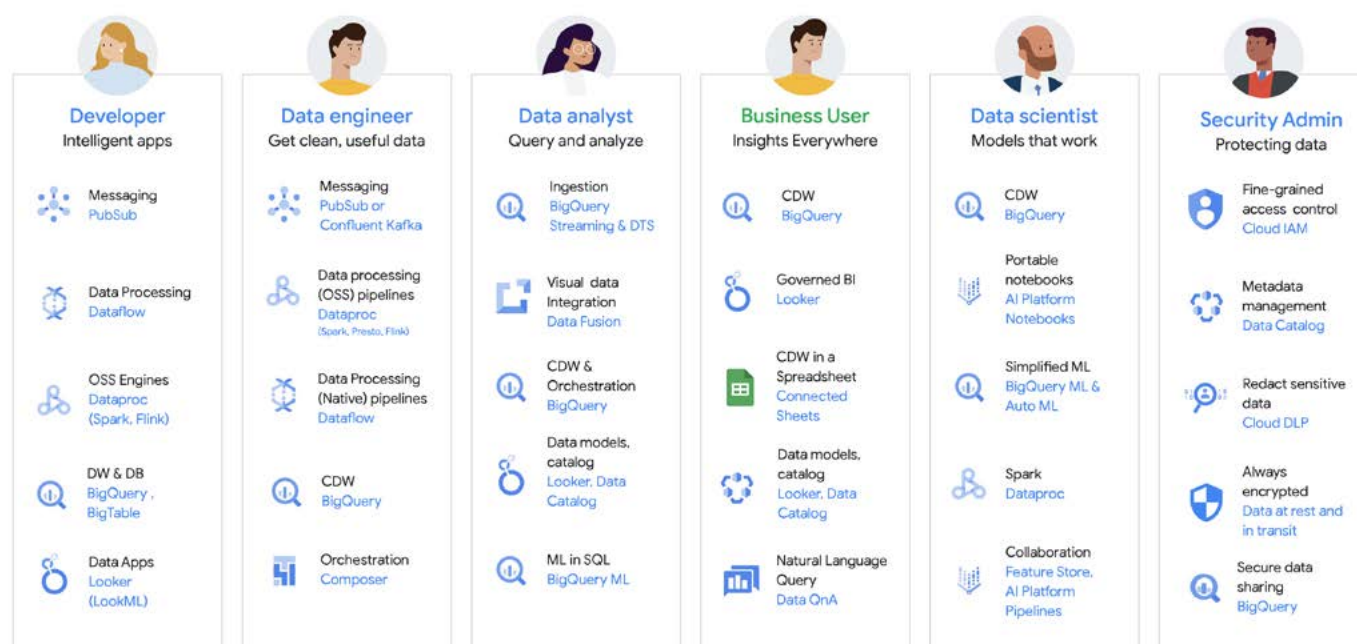 Developer
Intelligent apps
Messaging
PubSub
Data Processing
Dataflow
OSS Engines
Dataproc
(Spark, Flink)
DW & DB
BigQuery ,
BigTable
Data Apps
Looker
(LookML)
Data engineer
Get clean, useful data
Messaging
PubSub or
Confluent Kafka
Data processing
(OSS) pipelines
Dataproc
(Spark, Presto, Flink)
Data Processing
(Native) pipelines
Dataflow
CDW
BigQuery
Orchestration
Composer
Data analyst
Query and analyze
Ingestion
BigQuery
Streaming & DTS
Visual data
Integration
Data Fusion
CDW &
Orchestration
BigQuery
Data models,
catalog
Looker, Data
Catalog
ML in SQL
BigQuery ML
Business User
Insights Everywhere
CDW
BigQuery
Governed BI
Looker
CDW in a
Spreadsheet
Connected
Sheets
Data models,
catalog
Looker, Data
Catalog
Natural Language
Query
Data QnA
Data scientist
Models that work
CDW
BigQuery
Portable
notebooks
AI Platform
Notebooks
Simplified ML
BigQuery ML &
Auto ML
Spark
Dataproc
Collaboration
Feature Store,
AI Platform
Pipelines
Security Admin
Protecting data
Fine-grained
access control
Cloud IAM
Metadata
management
Data Catalog
Redact sensitive
data
Cloud DLP
Always
encrypted
Data at rest and
in transit
Secure data
sharing
BigQuery